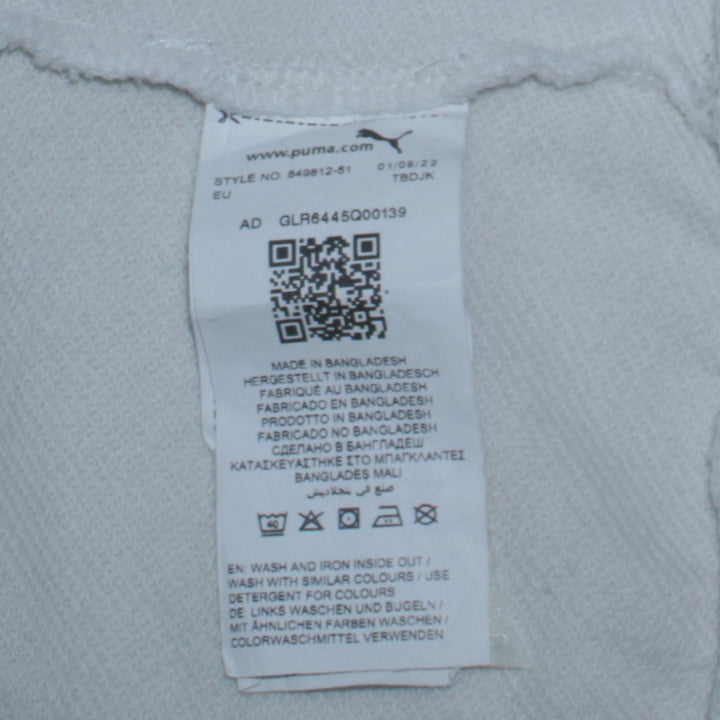 www.puma.com
STYLE NO. 849812-51 01/09/22
EU TBDJK
AD GLR6445Q00139
MADE IN BANGLADESH
HERGESTELLT IN BANGLADESCH
FABRIQUÉ AU BANGLADESH
FABRICADO EN BANGLADESH
PRODOTTO IN BANGLADESH
FABRICADO NO BANGLADESH
СДЕЛАНО В БАНГЛАДЕШ
ΚΑΤΑΣΚΕΥΑΣΤΗΚΕ ΣΤΟ ΜΠΑΓΚΛΑΝΤΕΣ
BANGLADES MALI
صنع في بنجلاديش
40
EN: WASH AND IRON INSIDE OUT /
WASH WITH SIMILAR COLOURS / USE
DETERGENT FOR COLOURS
DE: LINKS WASCHEN UND BÜGELN /
MIT ÄHNLICHEN FARBEN WASCHEN /
COLORWASCHMITTEL VERWENDEN